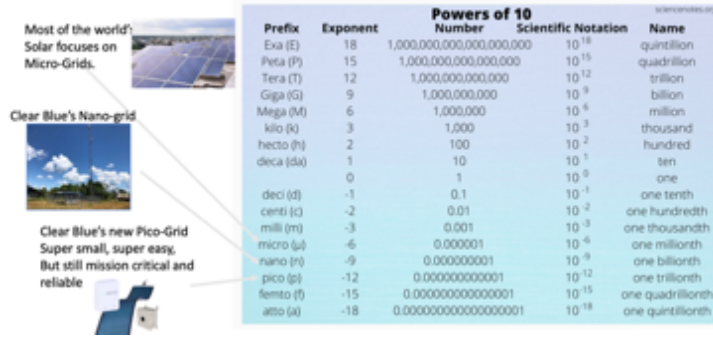 Most of the world's
Solar focuses on
Micro-Grids.
Clear Blue's Nano-grid
Clear Blue's new Pico-Grid
Super small, super easy,
But still mission critical and
reliable
sciencenotes.org
Powers of 10
Prefix Exponent Number Scientific Notation Name
Exa (E) 18 1,000,000,000,000,000,000 10^18 quintillion
Peta (P) 15 1,000,000,000,000,000 10^15 quadrillion
Tera (T) 12 1,000,000,000,000 10^12 trillion
Giga (G) 9 1,000,000,000 10^9 billion
Mega (M) 6 1,000,000 10^6 million
kilo (k) 3 1,000 10^3 thousand
hecto (h) 2 100 10^2 hundred
deca (da) 1 10 10^1 ten
0 1 10^0 one
deci (d) -1 0.1 10^-1 one tenth
centi (c) -2 0.01 10^-2 one hundredth
milli (m) -3 0.001 10^-3 one thousandth
micro (μ) -6 0.000001 10^-6 one millionth
nano (n) -9 0.000000001 10^-9 one billionth
pico (p) -12 0.000000000001 10^-12 one trillionth
femto (f) -15 0.000000000000001 10^-15 one quadrillionth
atto (a) -18 0.000000000000000001 10^-18 one quintillionth